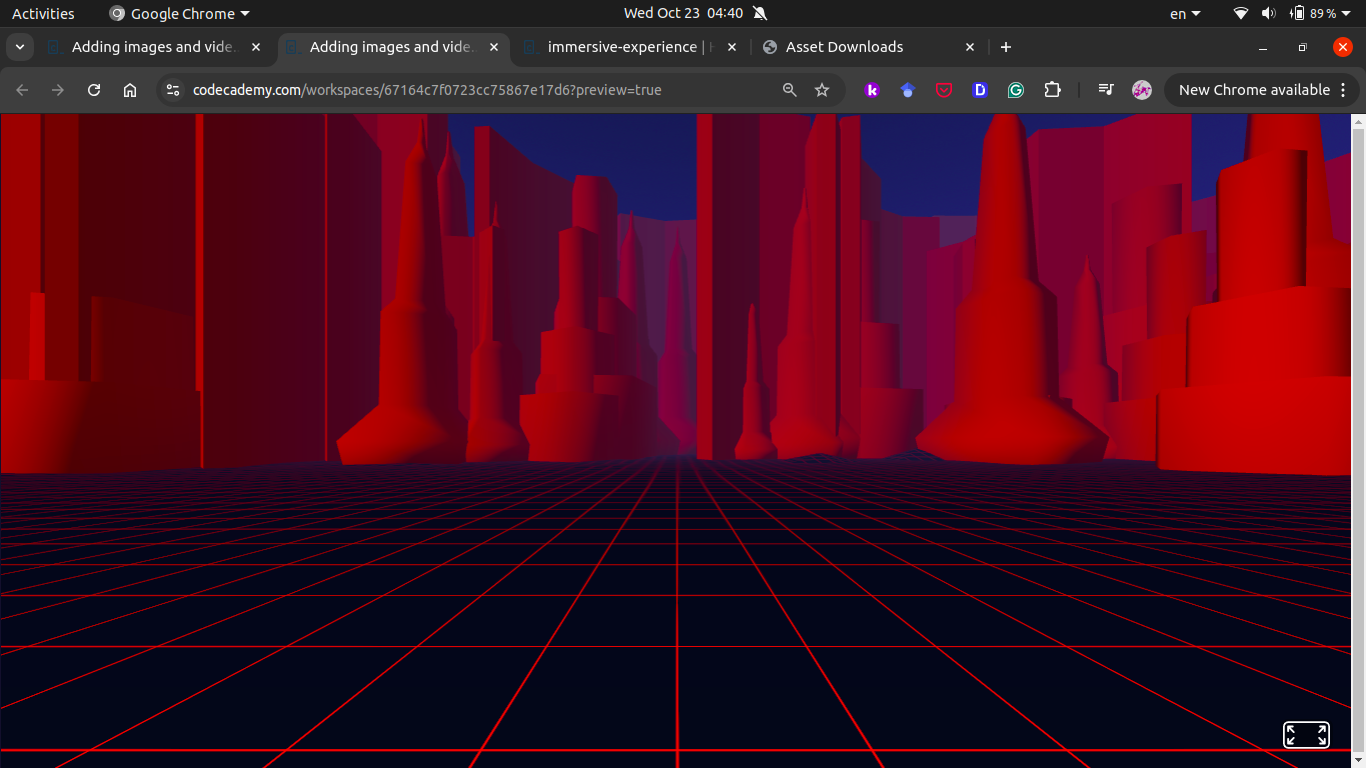 Activities Google Chrome Wed Oct 23 04:40 en 89 %
Adding images and vide Adding images and vide immersive-experience | Asset Downloads
codecademy.com/workspaces/67164c7f0723cc75867e17d6?preview=true k D G New Chrome available